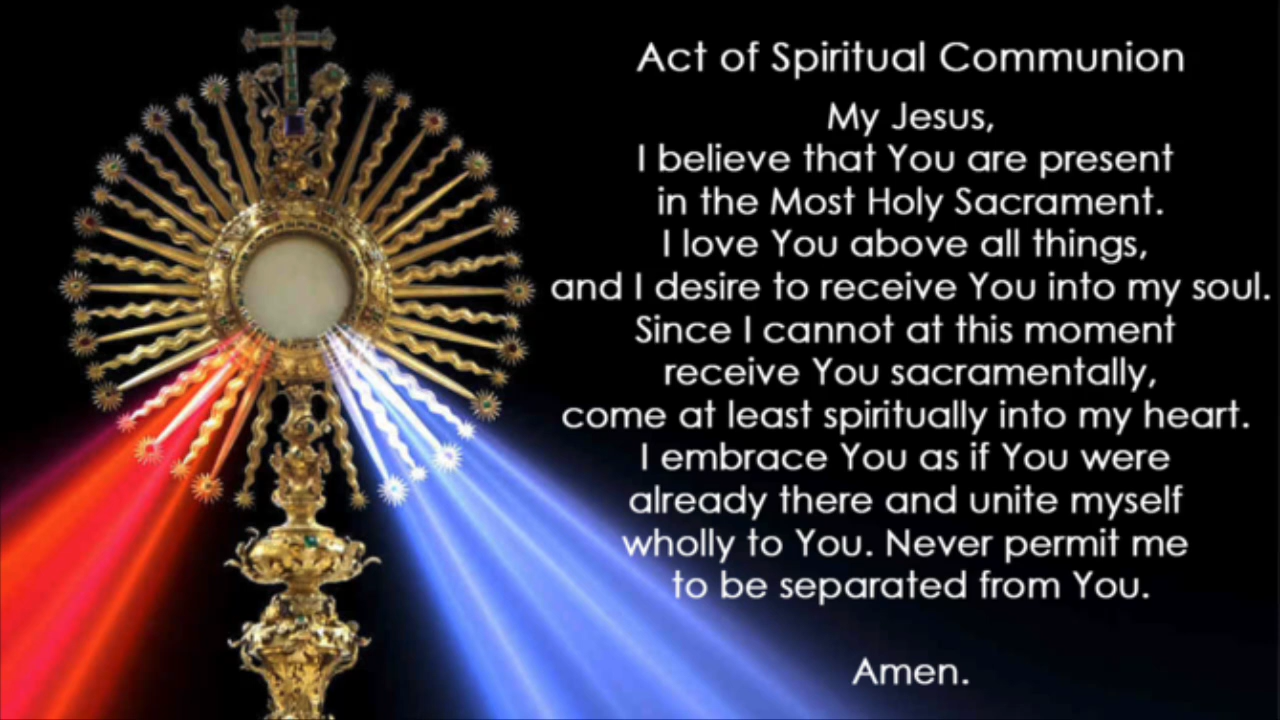 Act of Spiritual Communion
My Jesus,
I believe that You are present
in the Most Holy Sacrament.
I love You above all things,
and I desire to receive You into my soul.
Since I cannot at this moment
receive You sacramentally,
come at least spiritually into my heart.
I embrace You as if You were
already there and unite myself
wholly to You. Never permit me
to be separated from You.
Amen.